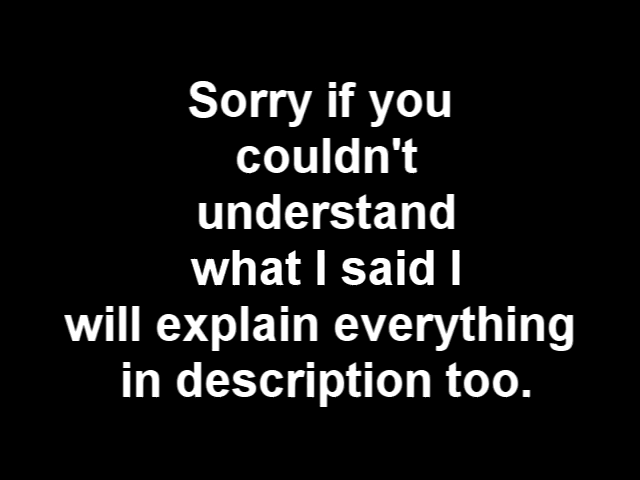 Sorry if you
couldn't
understand
what I said I
will explain everything
in description too.